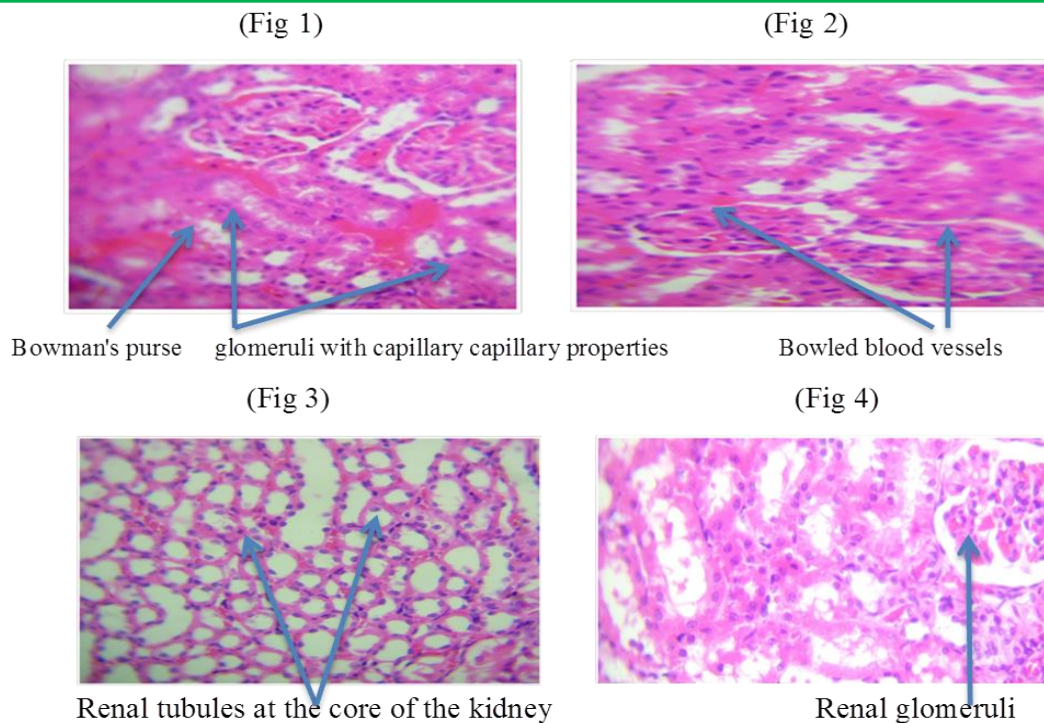 (Fig 1) (Fig 2)
Bowman's purse glomeruli with capillary capillary properties Bowled blood vessels
(Fig 3) (Fig 4)
Renal tubules at the core of the kidney Renal glomeruli